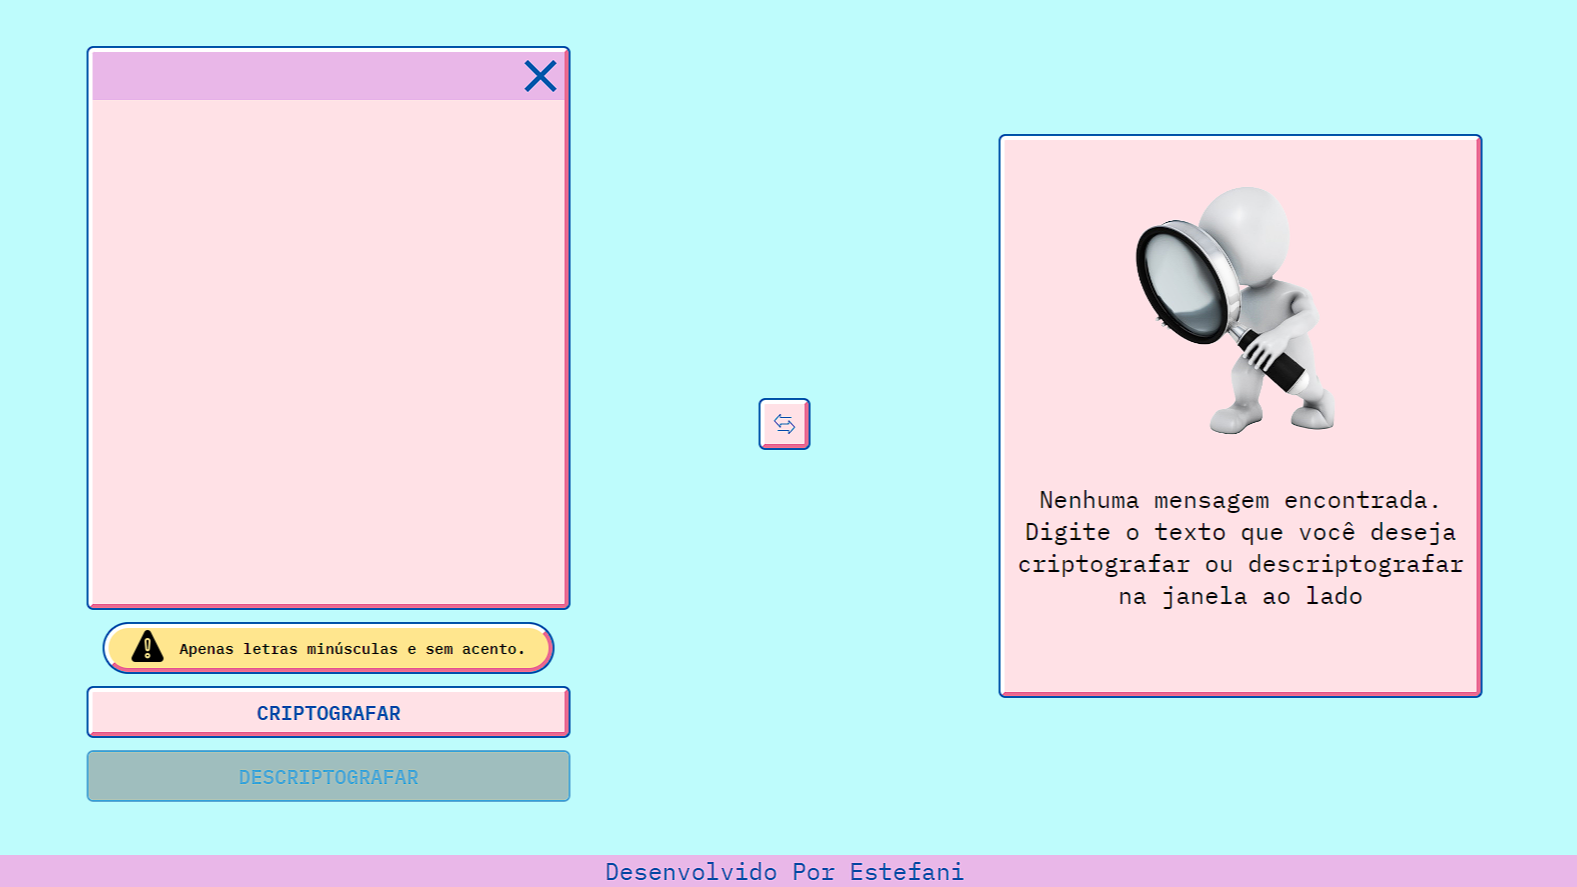 Apenas letras minúsculas e sem acento.
CRIPTOGRAFAR
DESCRIPTOGRAFAR
Nenhuma mensagem encontrada.
Digite o texto que você deseja
criptografar ou descriptografar
na janela ao lado
Desenvolvido Por Estefani